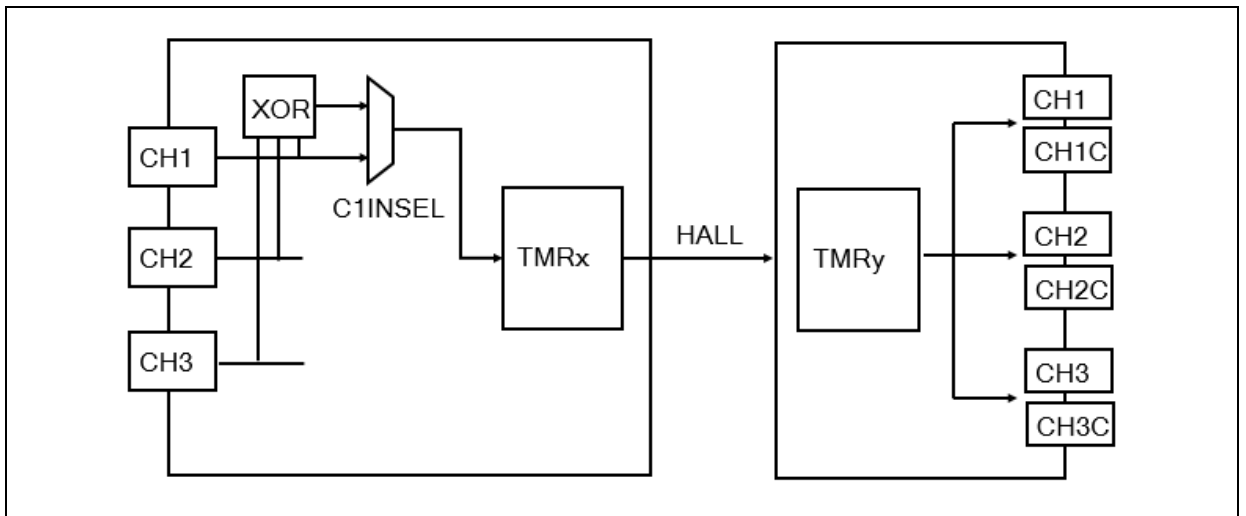 XOR
CH1
C1INSEL
CH2
CH3
TMRx
HALL
TMRy
CH1
CH1C
CH2
CH2C
CH3
CH3C